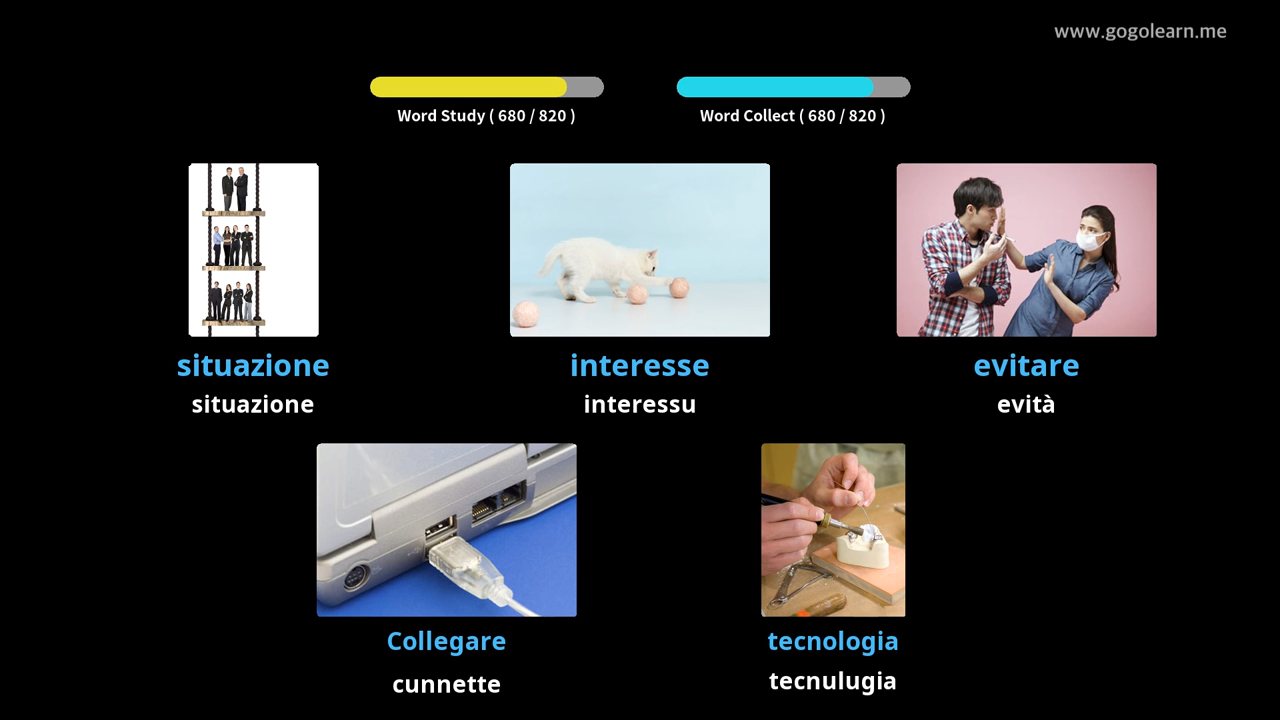 www.gogolearn.me
Word Study ( 680 / 820 )
Word Collect ( 680 / 820 )
situazione
situazione
interesse
interessu
evitare
evità
Collegare
cunnette
tecnologia
tecnulugia